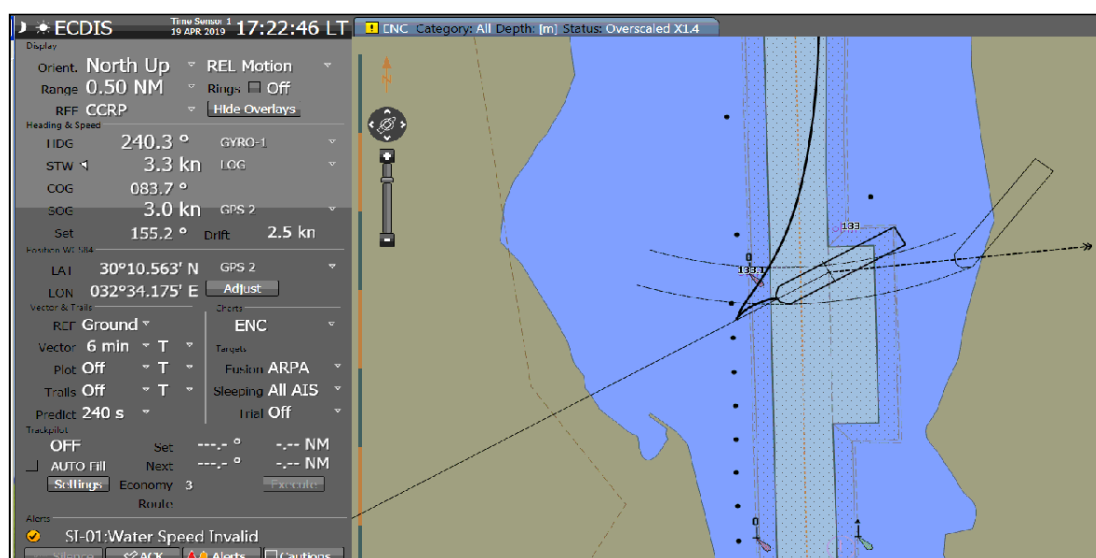 ECDIS Time Sensor 1 19 APR 2019 17:22:46 LT
ENC Category: All Depth: [m] Status: Overscaled X1.4
Display
Orient. North Up REL Motion
Range 0.50 NM Rings Off
REF CCRP Hide Overlays
Heading & Speed
HDG 240.3 ° GYRO-1
STW 3.3 kn LOG
COG 083.7 °
SOG 3.0 kn GPS 2
Set 155.2 ° Drift 2.5 kn
Position WGS84
LAT 30°10.563' N GPS 2
LON 032°34.175' E Adjust
Vector & Trails Charts
REF Ground ENC
Vector 6 min T Targets
Plot Off T Fusion ARPA
Trails Off T Sleeping All AIS
Predict 240 s Trial Off
Trackpilot
OFF Set ---.- ° -.-- NM
AUTO Fill Next ---.- ° -.-- NM
Settings Economy 3 Execute
Route
Alerts
SI-01:Water Speed Invalid
Silence ACK Alerts Cautions
N
133
0
133.1
0